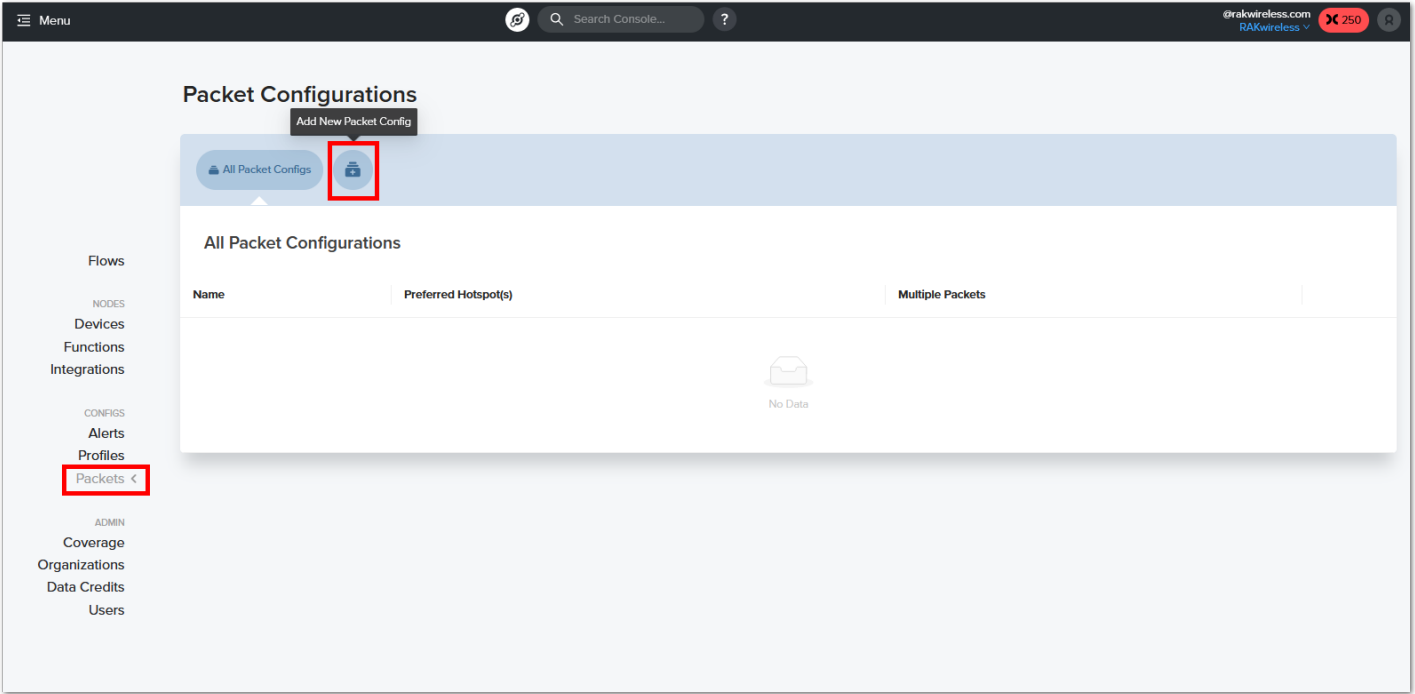 Menu
Search Console...
?
@rakwireless.com
RAKwireless
250
Packet Configurations
Add New Packet Config
All Packet Configs
All Packet Configurations
Name
Preferred Hotspot(s)
Multiple Packets
No Data
Flows
NODES
Devices
Functions
Integrations
CONFIGS
Alerts
Profiles
Packets
ADMIN
Coverage
Organizations
Data Credits
Users